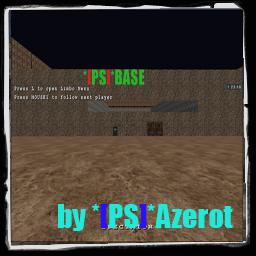 *[PS]*BASE
Press L to open Limbo Menu
Press MOUSE1 to follow next player
by *[PS]*Azerot